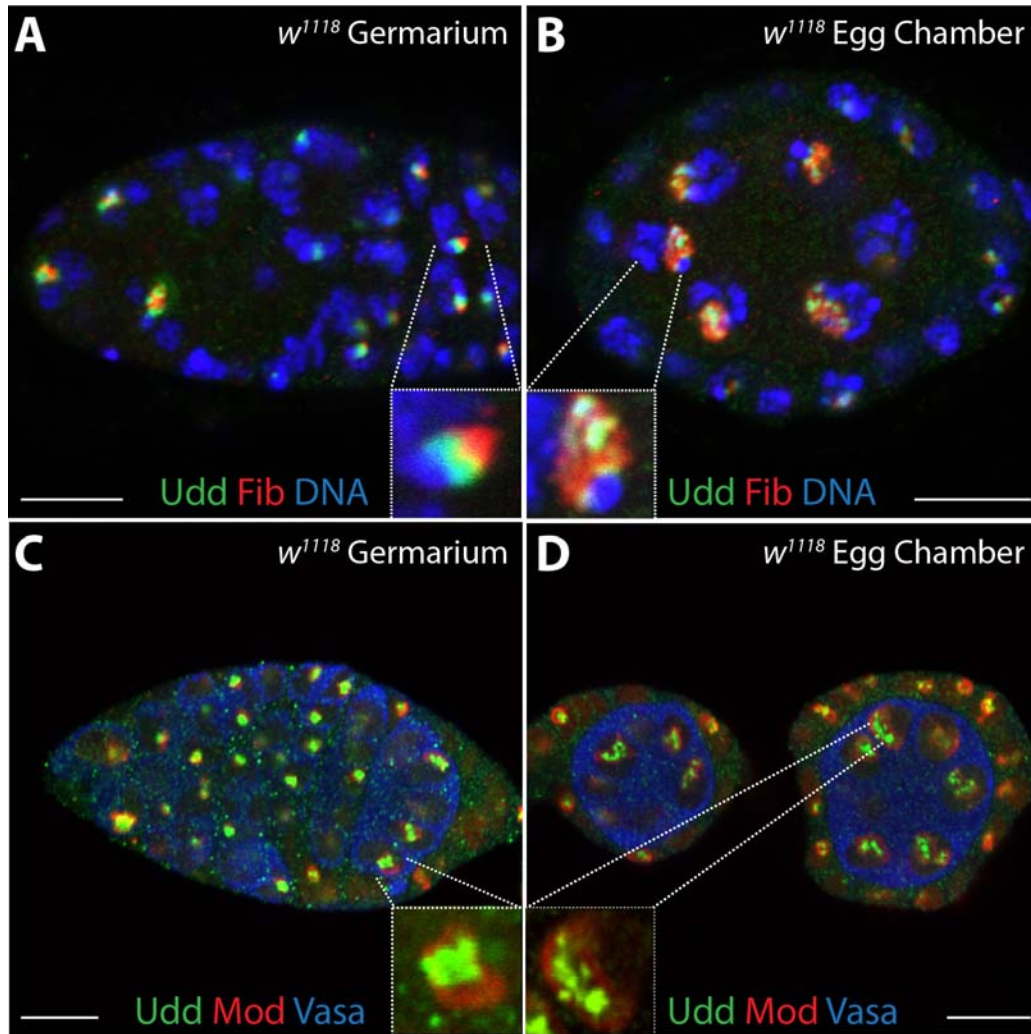 A w¹¹¹⁸ Germarium
Udd Fib DNA
B w¹¹¹⁸ Egg Chamber
Udd Fib DNA
C w¹¹¹⁸ Germarium
Udd Mod Vasa
D w¹¹¹⁸ Egg Chamber
Udd Mod Vasa